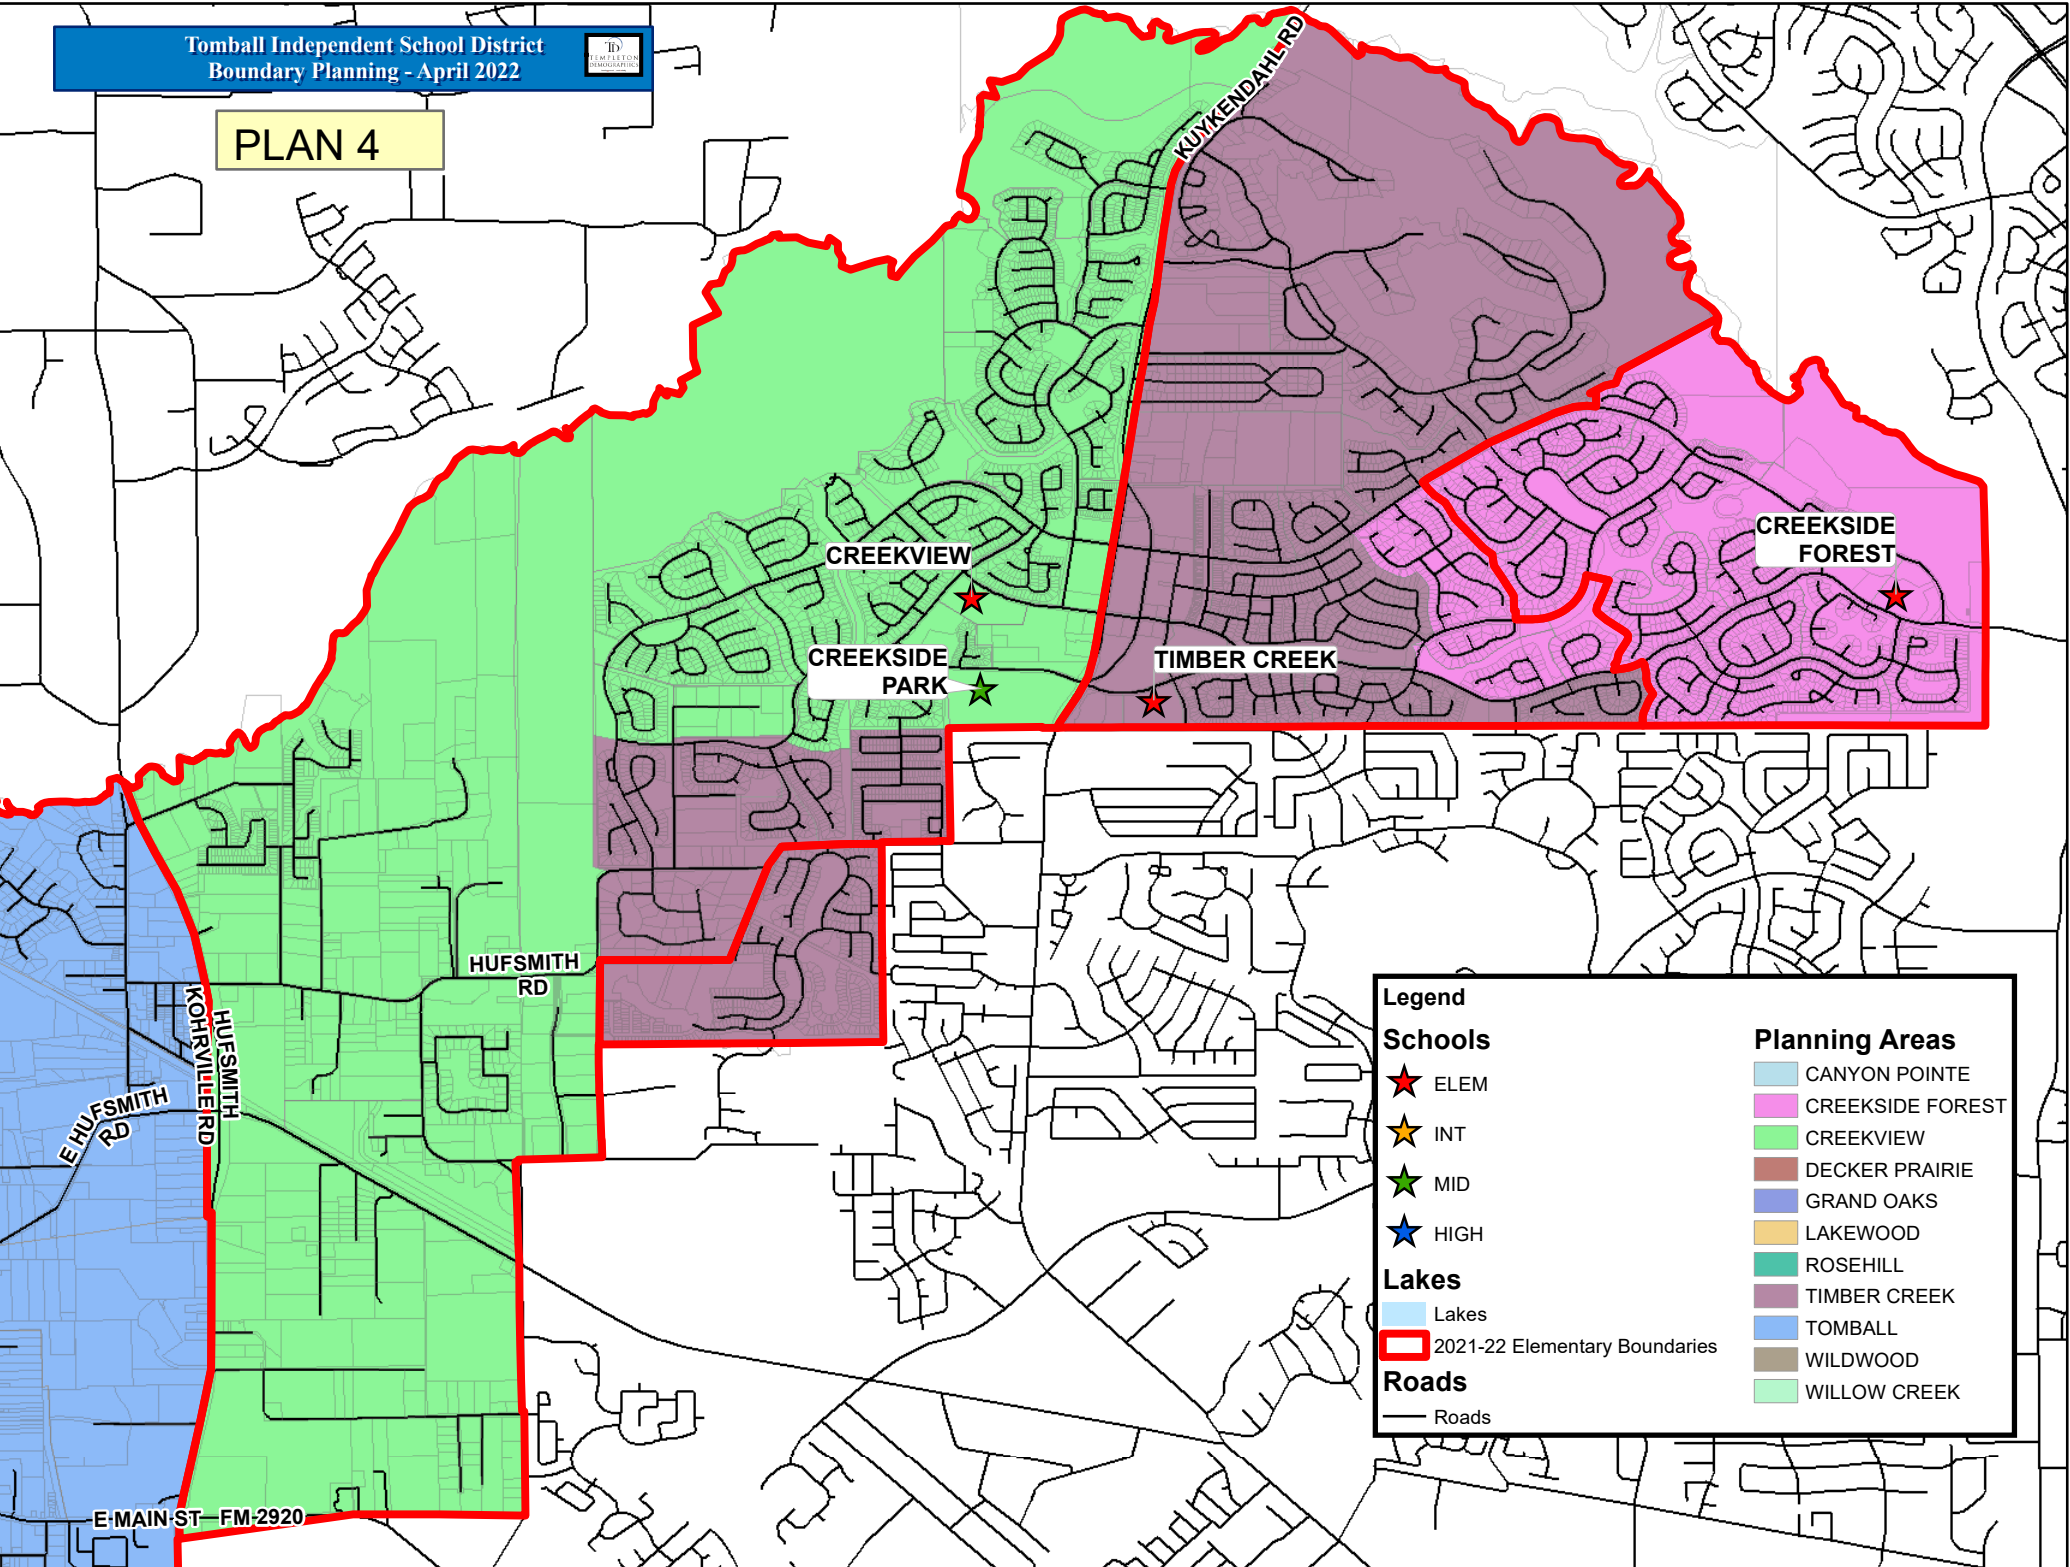 Tomball Independent School District
Boundary Planning - April 2022
TD
TEMPLETON
DEMOGRAPHICS
PLAN 4
KUYKENDAHL RD
CREEKVIEW
CREEKSIDE
FOREST
CREEKSIDE
PARK
TIMBER CREEK
HUFSMITH
RD
HUFSMITH
KOHRVILLE RD
E HUFSMITH
RD
E MAIN ST
FM 2920
Legend
Schools
ELEM
INT
MID
HIGH
Lakes
Lakes
2021-22 Elementary Boundaries
Roads
Roads
Planning Areas
CANYON POINTE
CREEKSIDE FOREST
CREEKVIEW
DECKER PRAIRIE
GRAND OAKS
LAKEWOOD
ROSEHILL
TIMBER CREEK
TOMBALL
WILDWOOD
WILLOW CREEK